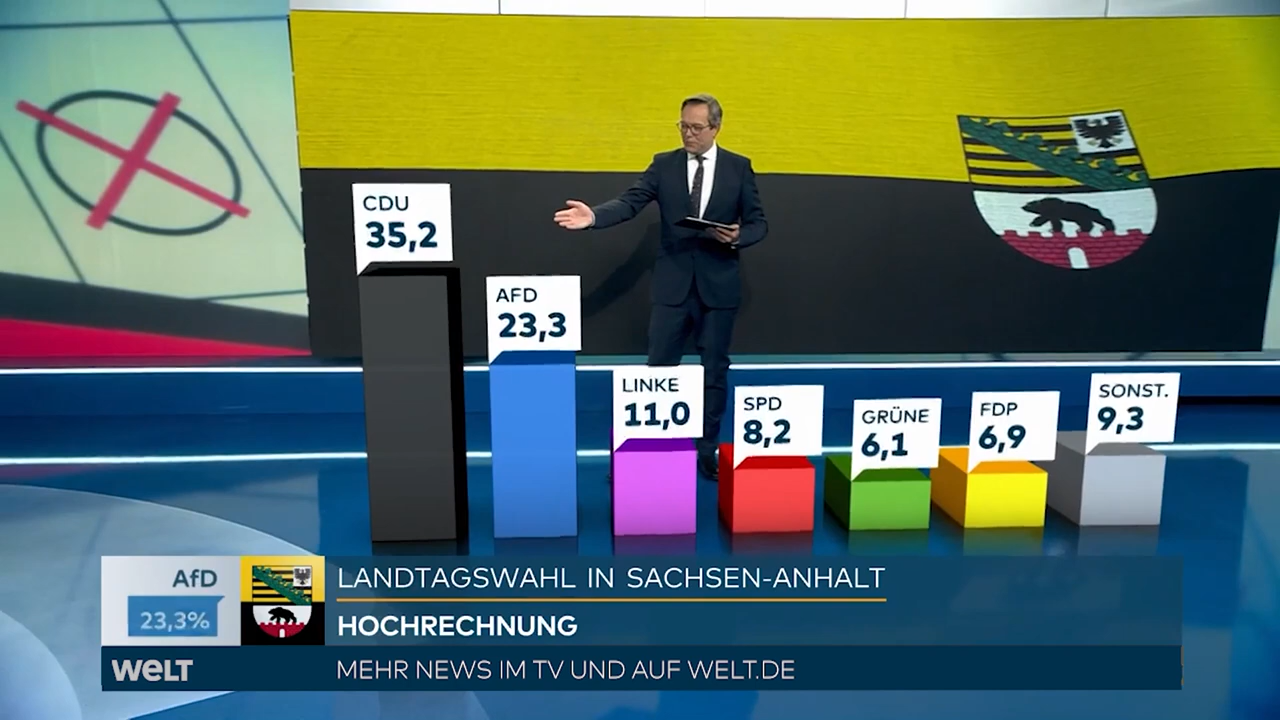 CDU
35,2
AFD
23,3
LINKE
11,0
SPD
8,2
GRÜNE
6,1
FDP
6,9
SONST.
9,3
AfD
23,3%
LANDTAGSWAHL IN SACHSEN-ANHALT
HOCHRECHNUNG
WELT
MEHR NEWS IM TV UND AUF WELT.DE